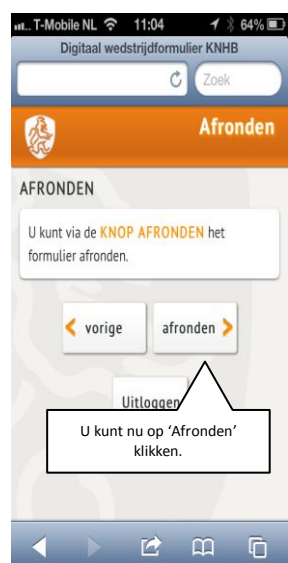 T-Mobile NL 11:04 64%
Digitaal wedstrijdformulier KNHB
Zoek
Afronden
AFRONDEN
U kunt via de KNOP AFRONDEN het
formulier afronden.
vorige afronden
Uitloggen
U kunt nu op ‘Afronden’
klikken.